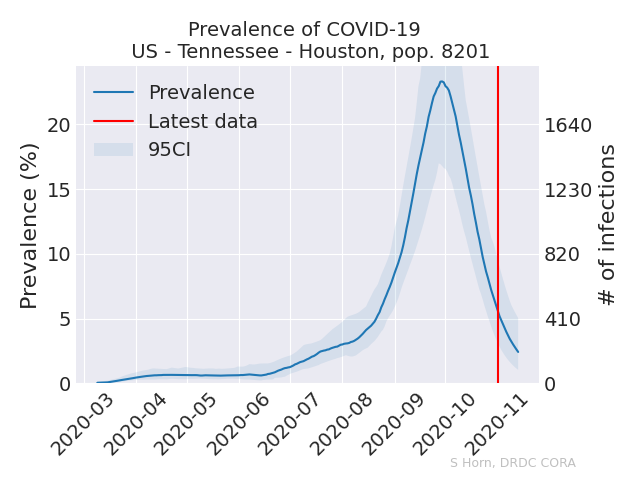 Prevalence of COVID-19
US - Tennessee - Houston, pop. 8201
Prevalence
Latest data
95CI
Prevalence (%)
20
15
10
5
0
1640
1230
820
410
0
# of infections
2020-03
2020-04
2020-05
2020-06
2020-07
2020-08
2020-09
2020-10
2020-11
S Horn, DRDC CORA